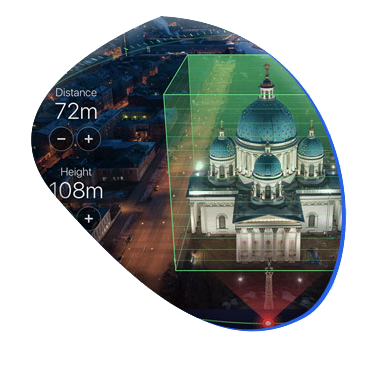 Distance
72m
− +
Height
108m
+